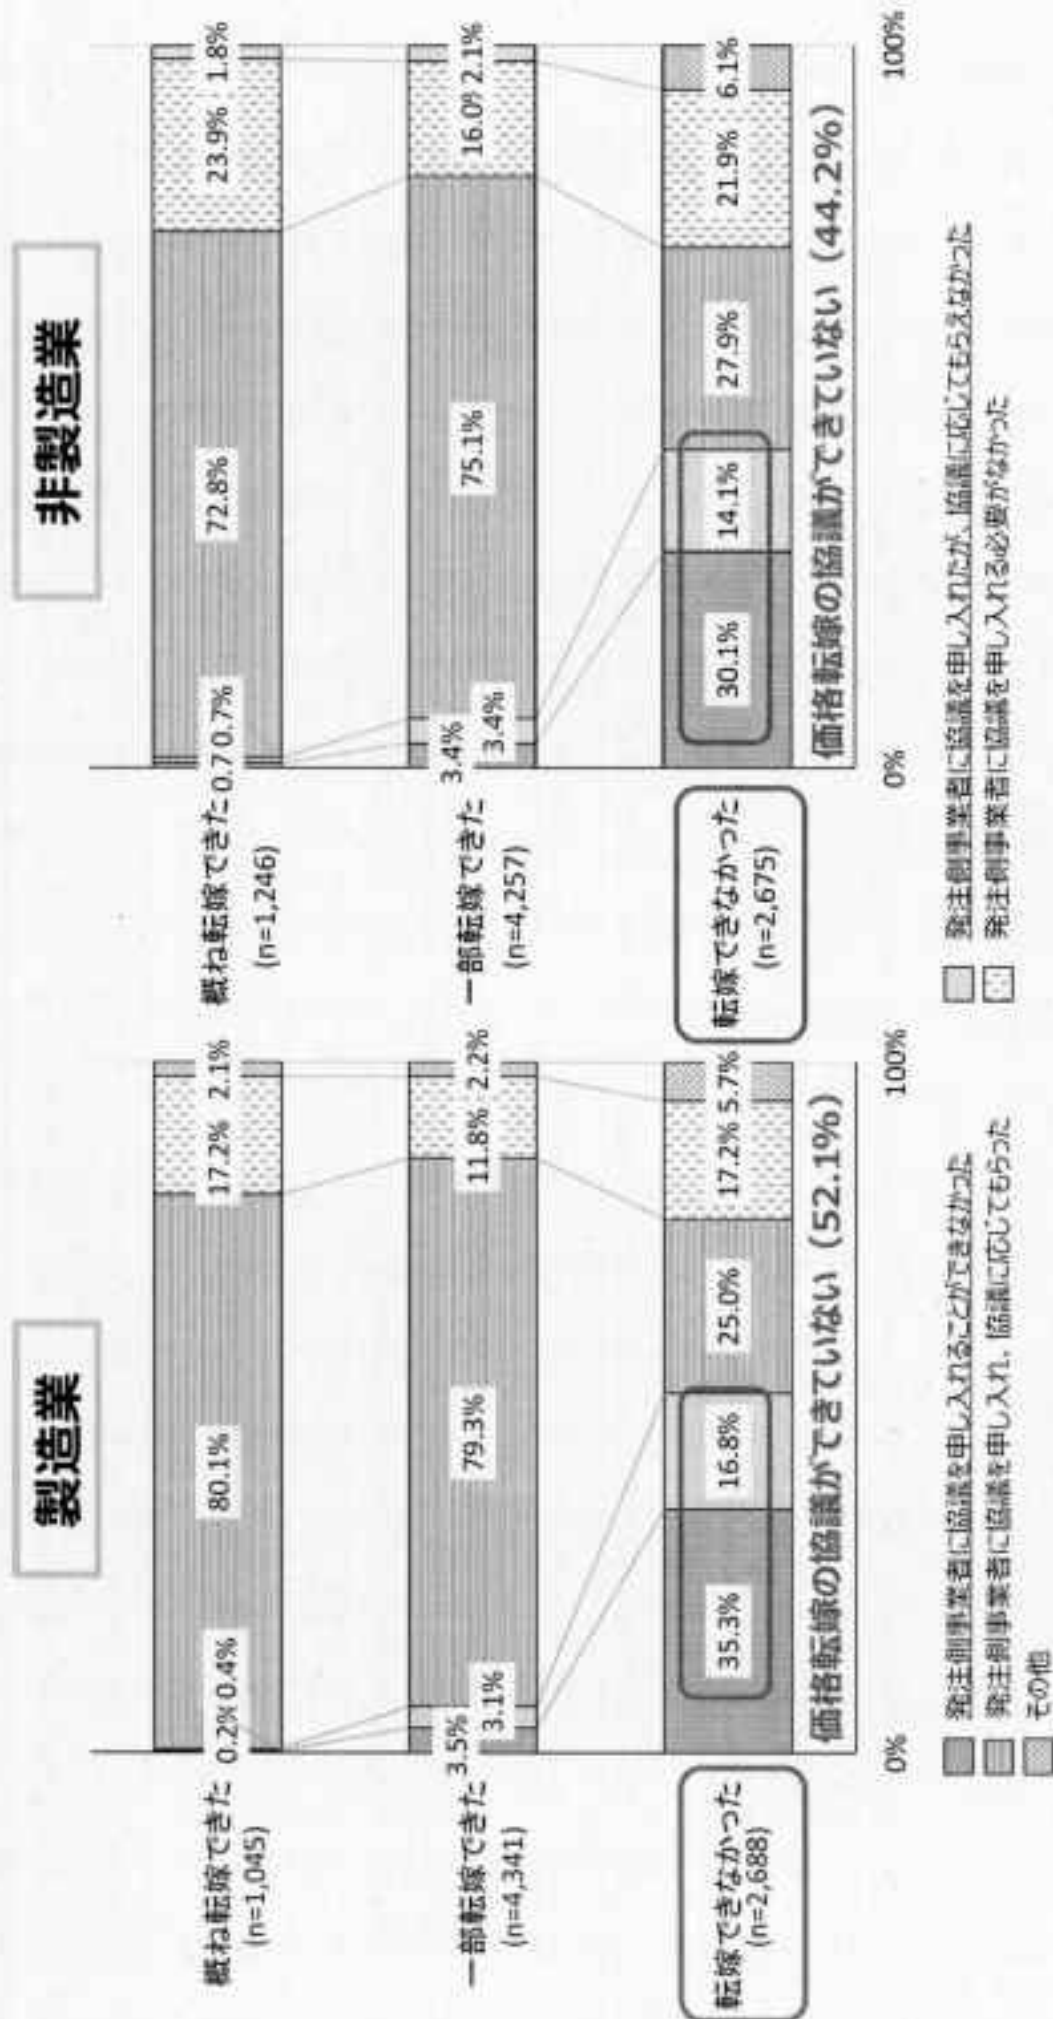 製造業
概ね転嫁できた
(n=1,045)
0.2% 0.4%
80.1%
17.2%
2.1%
一部転嫁できた
(n=4,341)
3.5%
3.1%
79.3%
11.8%
2.2%
転嫁できなかった
(n=2,688)
35.3%
16.8%
25.0%
17.2%
5.7%
価格転嫁の協議ができていない（52.1%）
0%
100%
非製造業
概ね転嫁できた
(n=1,246)
0.7 0.7%
72.8%
23.9%
1.8%
一部転嫁できた
(n=4,257)
3.4%
3.4%
75.1%
16.0%
2.1%
転嫁できなかった
(n=2,675)
30.1%
14.1%
27.9%
21.9%
6.1%
価格転嫁の協議ができていない（44.2%）
0%
100%
発注側事業者に協議を申し入れることができなかった
発注側事業者に協議を申し入れたが、協議に応じてもらえなかった
発注側事業者に協議を申し入れ、協議に応じてもらった
発注側事業者に協議を申し入れる必要がなかった
その他